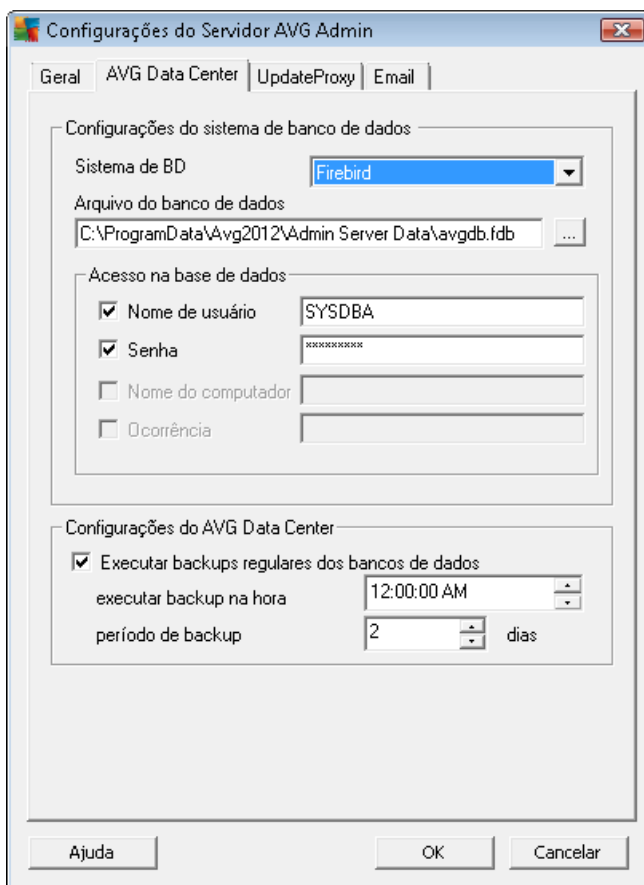 Configurações do Servidor AVG Admin
Geral AVG Data Center UpdateProxy Email
Configurações do sistema de banco de dados
Sistema de BD Firebird
Arquivo do banco de dados
C:\ProgramData\Avg2012\Admin Server Data\avgdb.fdb ...
Acesso na base de dados
Nome de usuário SYSDBA
Senha *********
Nome do computador
Ocorrência
Configurações do AVG Data Center
Executar backups regulares dos bancos de dados
executar backup na hora 12:00:00 AM
período de backup 2 dias
Ajuda OK Cancelar